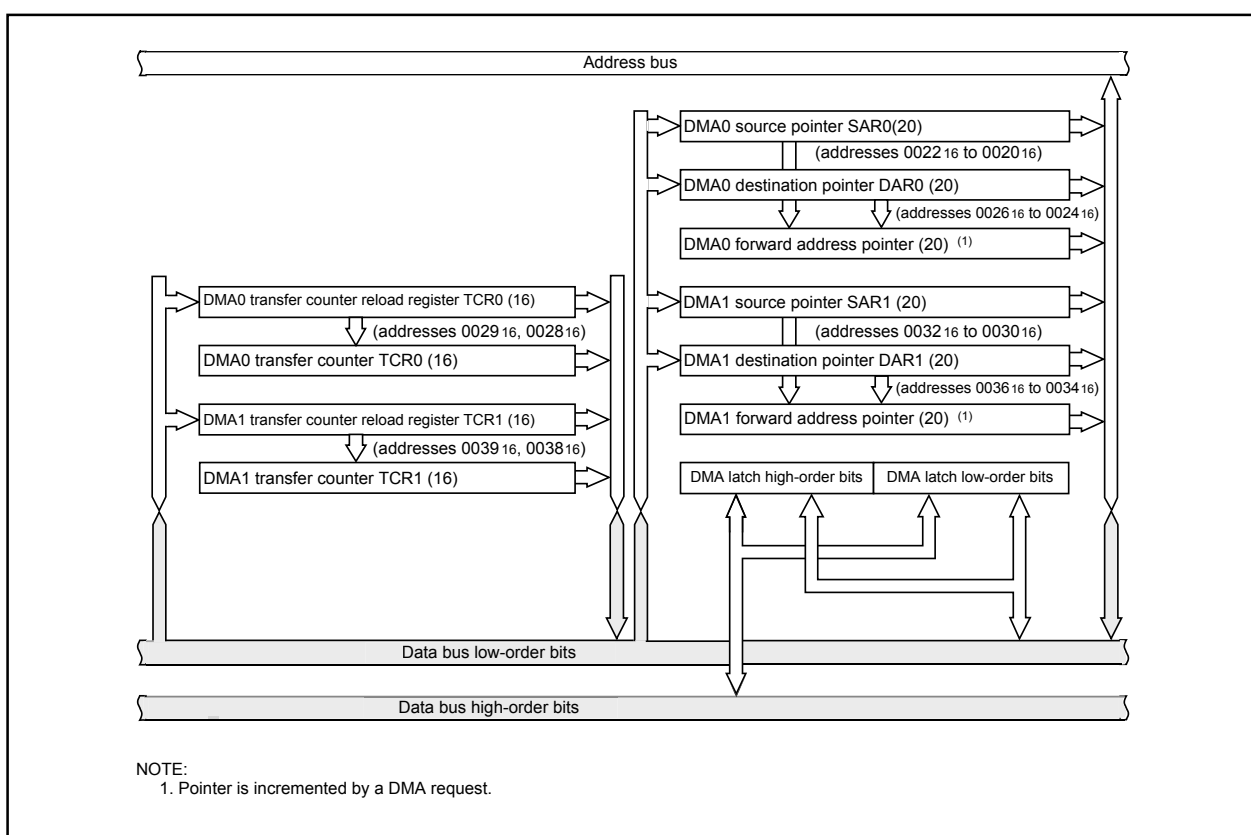 Address bus
DMA0 source pointer SAR0(20)
(addresses 0022 16 to 0020 16)
DMA0 destination pointer DAR0 (20)
(addresses 0026 16 to 0024 16)
DMA0 forward address pointer (20) (1)
DMA0 transfer counter reload register TCR0 (16)
(addresses 0029 16, 0028 16)
DMA0 transfer counter TCR0 (16)
DMA1 transfer counter reload register TCR1 (16)
(addresses 0039 16, 0038 16)
DMA1 transfer counter TCR1 (16)
DMA1 source pointer SAR1 (20)
(addresses 0032 16 to 0030 16)
DMA1 destination pointer DAR1 (20)
(addresses 0036 16 to 0034 16)
DMA1 forward address pointer (20) (1)
DMA latch high-order bits
DMA latch low-order bits
Data bus low-order bits
Data bus high-order bits
NOTE:
1. Pointer is incremented by a DMA request.